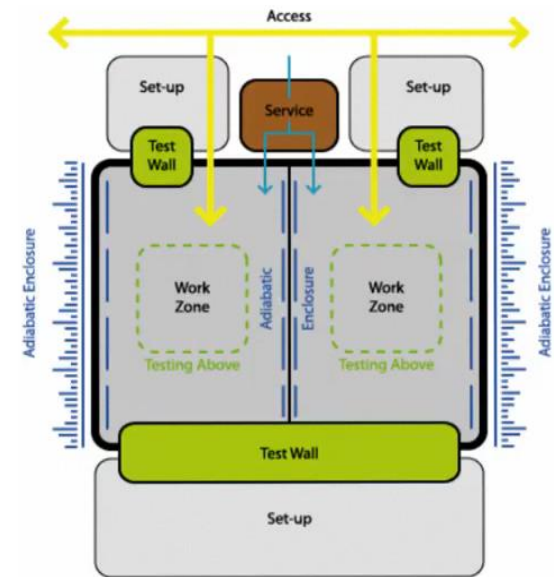 Access
Set-up
Service
Set-up
Test
Wall
Test
Wall
Adiabatic Enclosure
Work
Zone
Testing Above
Adiabatic
Enclosure
Work
Zone
Testing Above
Adiabatic Enclosure
Test Wall
Set-up